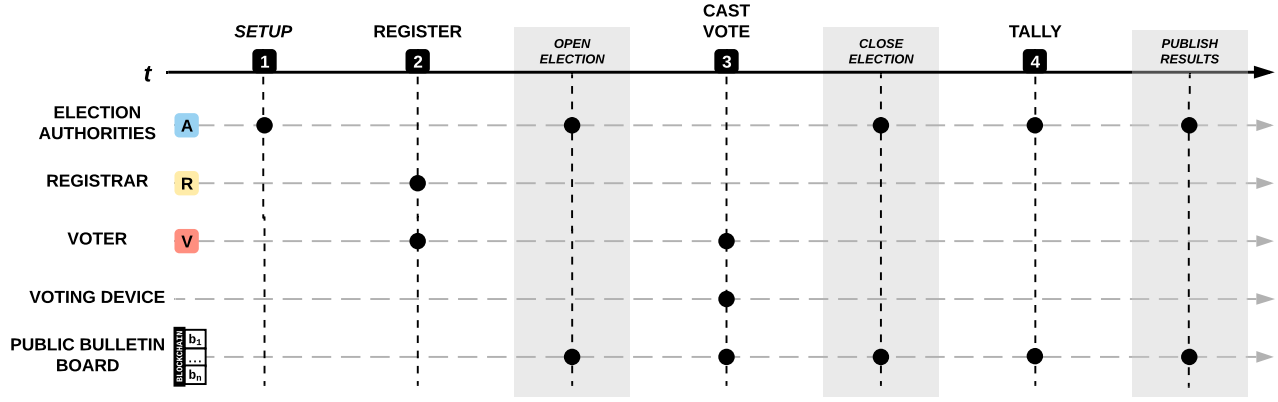 SETUP
REGISTER
OPEN
ELECTION
CAST
VOTE
CLOSE
ELECTION
TALLY
PUBLISH
RESULTS
t
1
2
3
4
ELECTION
AUTHORITIES
A
REGISTRAR
R
VOTER
V
VOTING DEVICE
PUBLIC BULLETIN
BOARD
BLOCKCHAIN
b1
...
bn